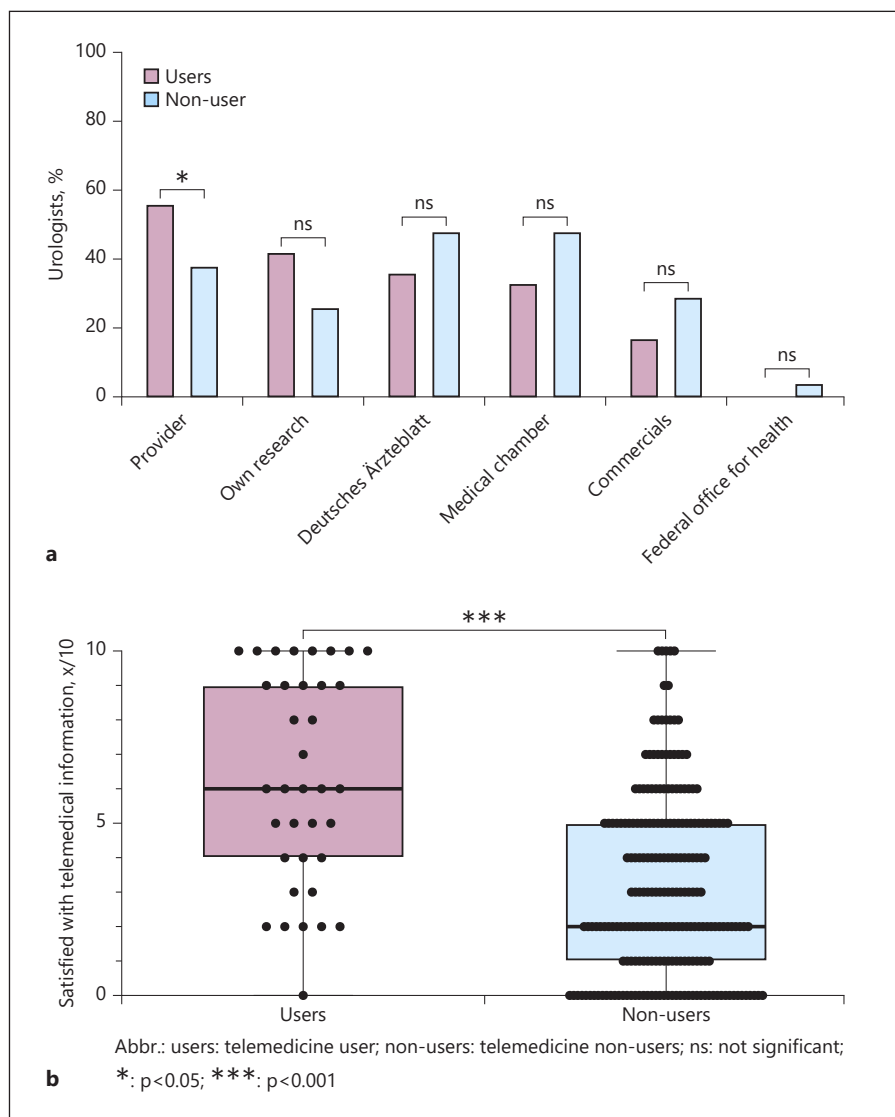 100
80
60
40
20
0
Urologists, %
Users
Non-user
*
ns
ns
ns
ns
ns
Provider
Own research
Deutsches Ärzteblatt
Medical chamber
Commercials
Federal office for health
a
***
10
5
0
Satisfied with telemedical information, x/10
Users
Non-users
Abbr.: users: telemedicine user; non-users: telemedicine non-users; ns: not significant;
*: p<0.05; ***: p<0.001
b